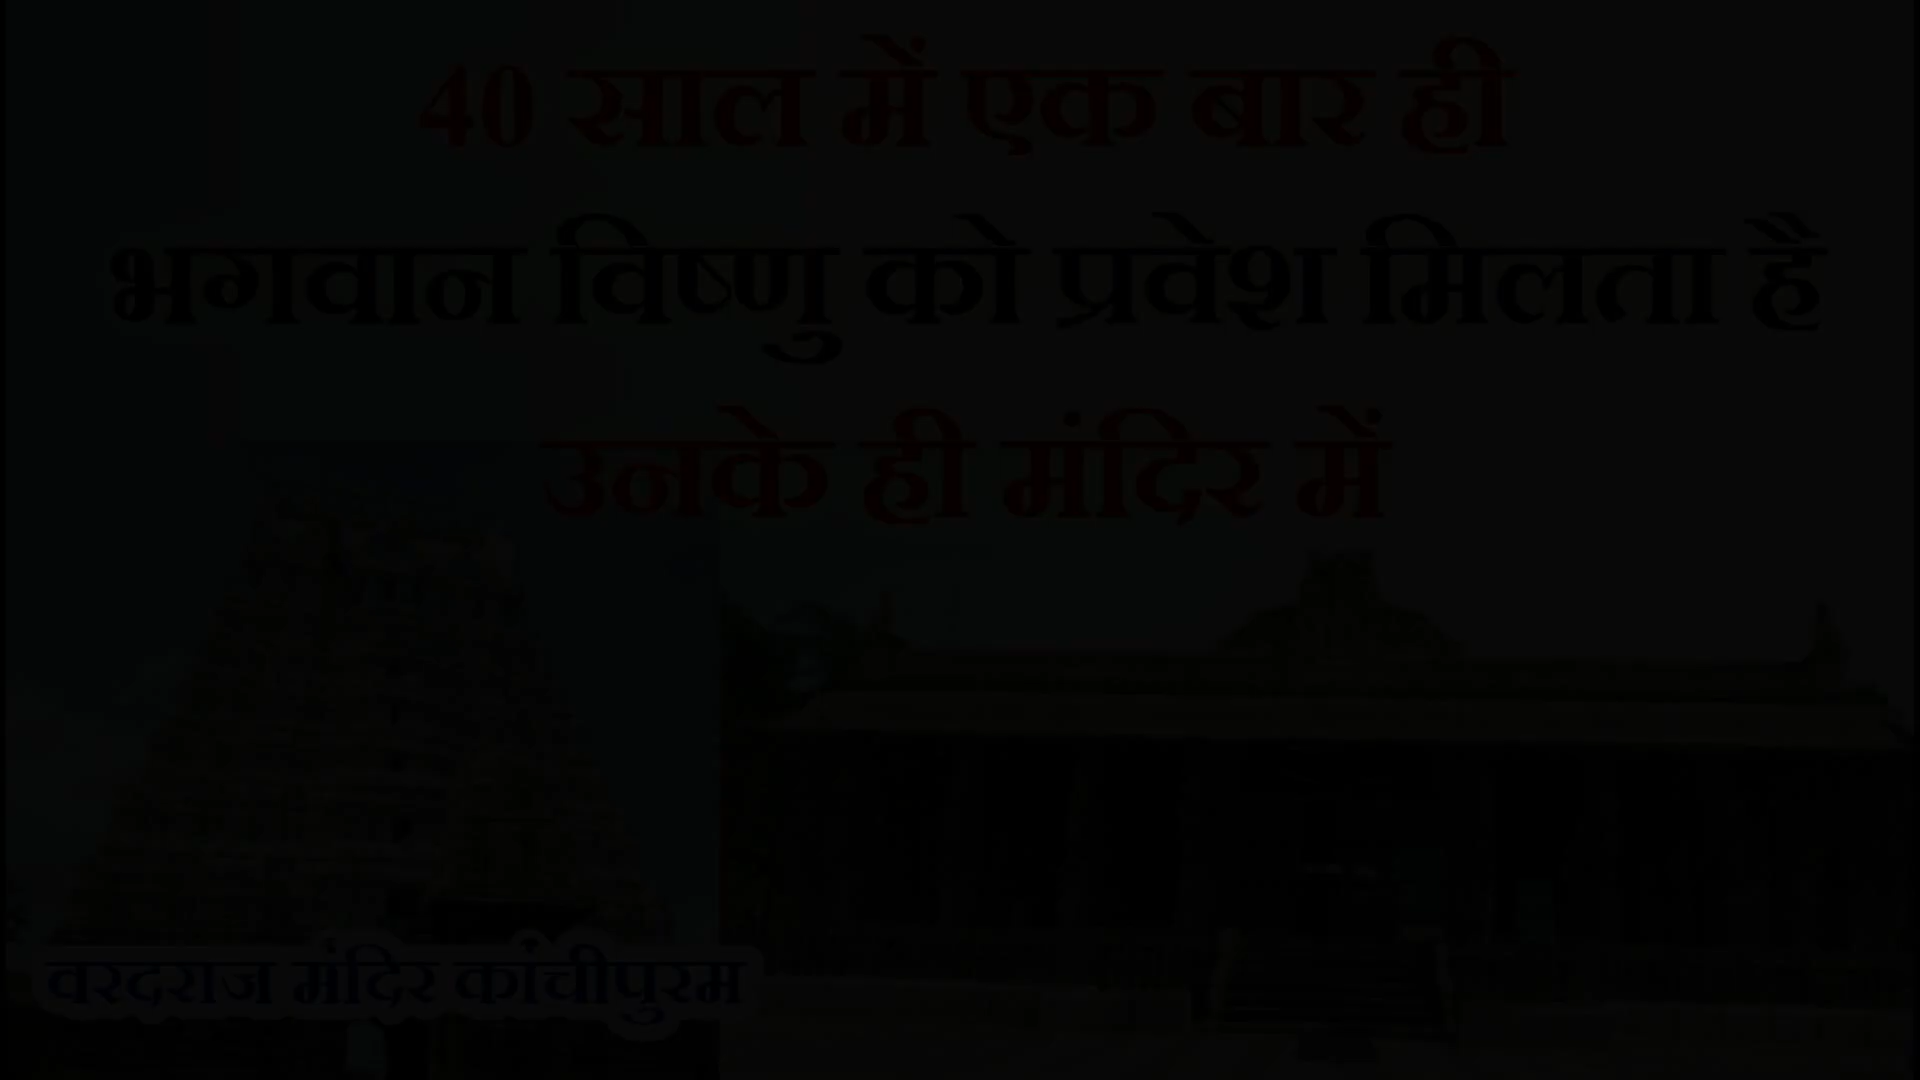 40 साल में एक बार ही
भगवान विष्णु को प्रवेश मिलता है
उनके ही मंदिर में
वरदराज मंदिर कांचीपुरम